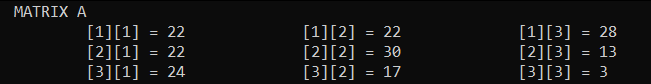 MATRIX A
[1][1] = 22 [1][2] = 22 [1][3] = 28
[2][1] = 22 [2][2] = 30 [2][3] = 13
[3][1] = 24 [3][2] = 17 [3][3] = 3